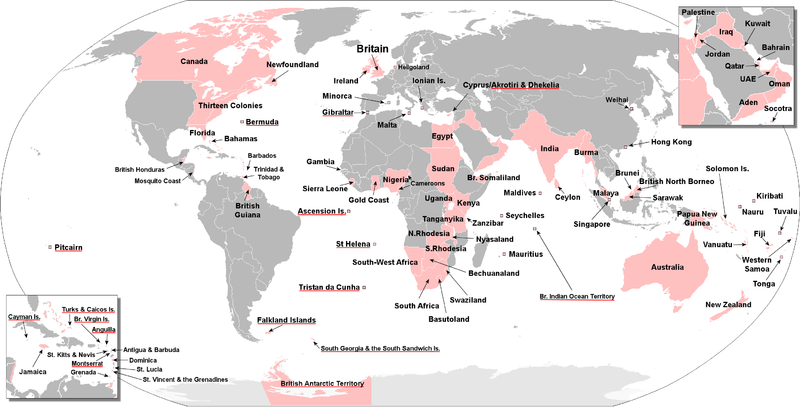 Palestine
Kuwait
Iraq
Bahrain
Jordan
Qatar
UAE
Oman
Aden
Socotra
Canada
Newfoundland
Britain
Heligoland
Ireland
Ionian Is.
Minorca
Cyprus/Akrotiri & Dhekelia
Thirteen Colonies
Gibraltar
Weihai
Bermuda
Malta
Florida
Bahamas
Egypt
Hong Kong
India
Burma
British Honduras
Barbados
Mosquito Coast
Trinidad &
Tobago
Gambia
Sudan
Nigeria
Cameroons
Br. Somaliland
Brunei
British North Borneo
Solomon Is.
Sierra Leone
Gold Coast
Uganda
Kenya
Maldives
Ceylon
Malaya
Sarawak
Kiribati
Nauru
Tuvalu
British
Guiana
Ascension Is.
Tanganyika
Zanzibar
Seychelles
Singapore
Papua New
Guinea
Fiji
N.Rhodesia
Nyasaland
Vanuatu
Western
Samoa
Pitcairn
St Helena
S.Rhodesia
Mauritius
Tonga
South-West Africa
Bechuanaland
Australia
Tristan da Cunha
Swaziland
Br. Indian Ocean Territory
South Africa
Basutoland
New Zealand
Falkland Islands
South Georgia & the South Sandwich Is.
British Antarctic Territory
Turks & Caicos Is.
Cayman Is.
Br. Virgin Is.
Anguilla
Antigua & Barbuda
St. Kitts & Nevis
Dominica
Montserrat
Jamaica
St. Lucia
Grenada
St. Vincent & the Grenadines